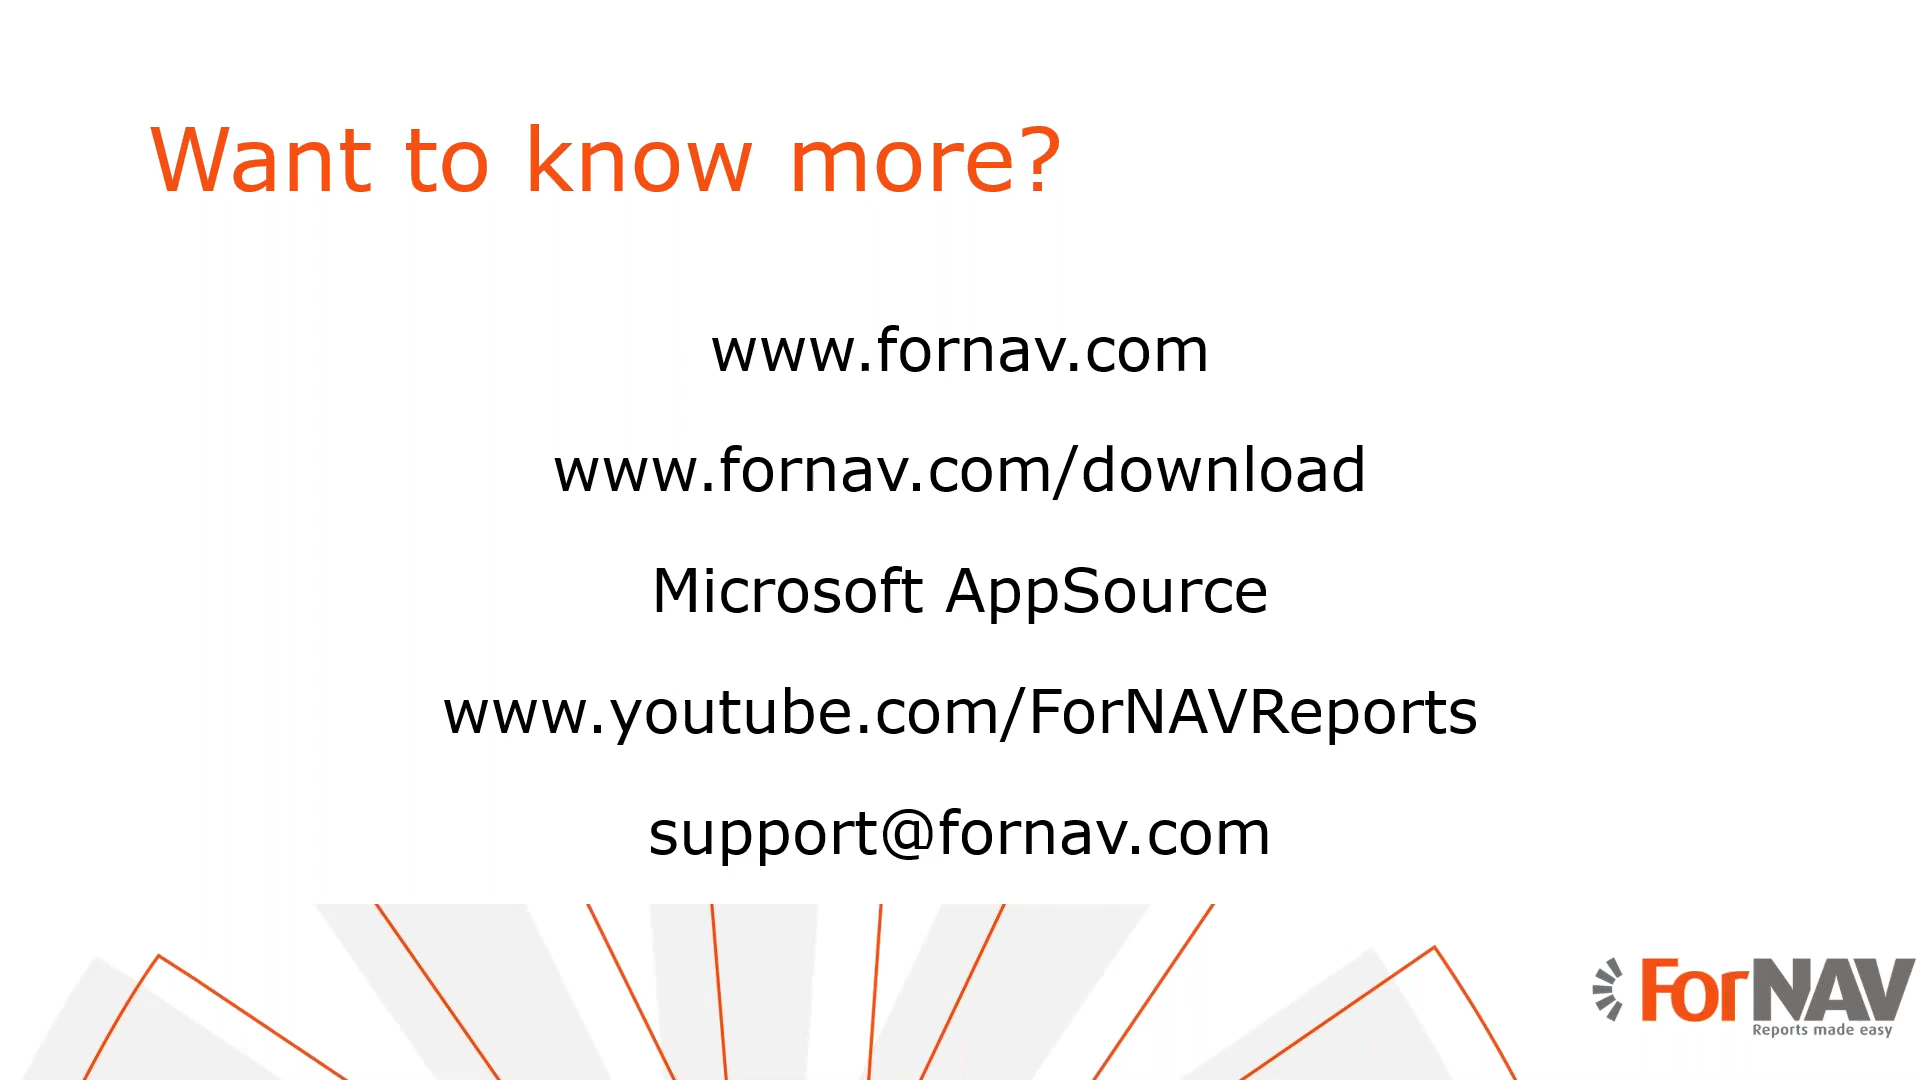 Want to know more?
www.fornav.com
www.fornav.com/download
Microsoft AppSource
www.youtube.com/ForNAVReports
support@fornav.com
ForNAV
Reports made easy